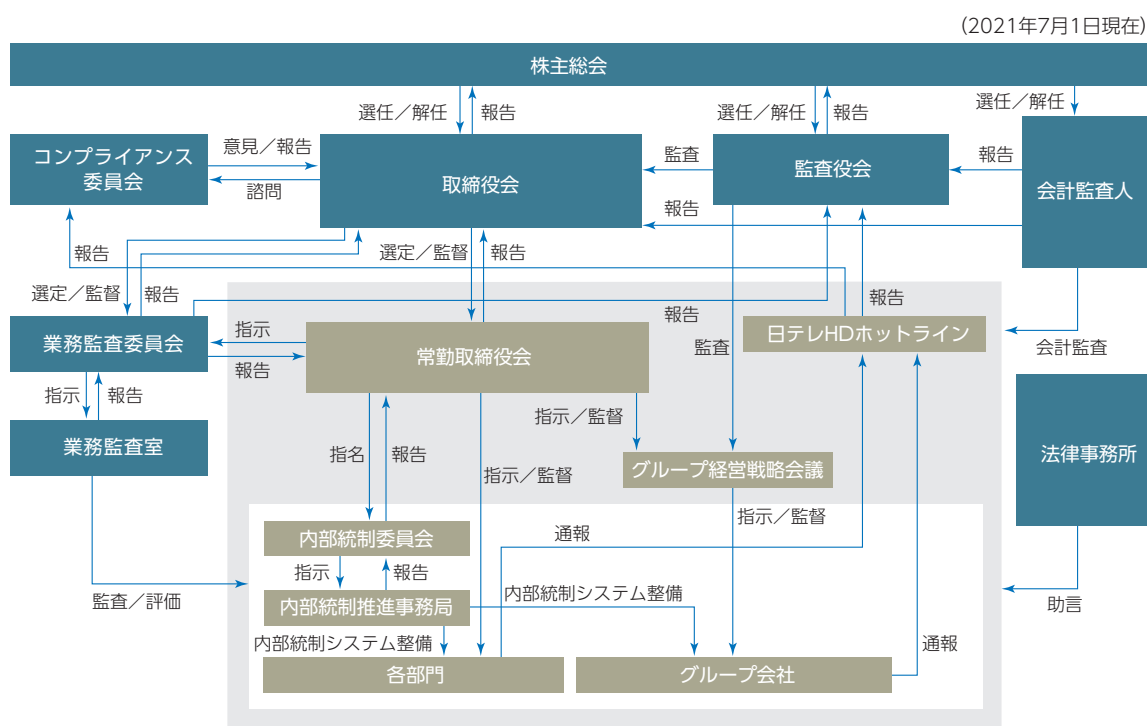 (2021年7月1日現在)
株主総会
選任／解任
報告
選任／解任
報告
選任／解任
コンプライアンス
委員会
意見／報告
諮問
取締役会
監査
監査役会
報告
報告
会計監査人
報告
選定／監督
報告
選定／監督
報告
報告
報告
業務監査委員会
指示
報告
常勤取締役会
監査
日テレHDホットライン
会計監査
指示
報告
業務監査室
指名
報告
指示／監督
指示／監督
グループ経営戦略会議
法律事務所
指示／監督
内部統制委員会
通報
指示
報告
監査／評価
内部統制推進事務局
内部統制システム整備
助言
内部統制システム整備
各部門
グループ会社
通報